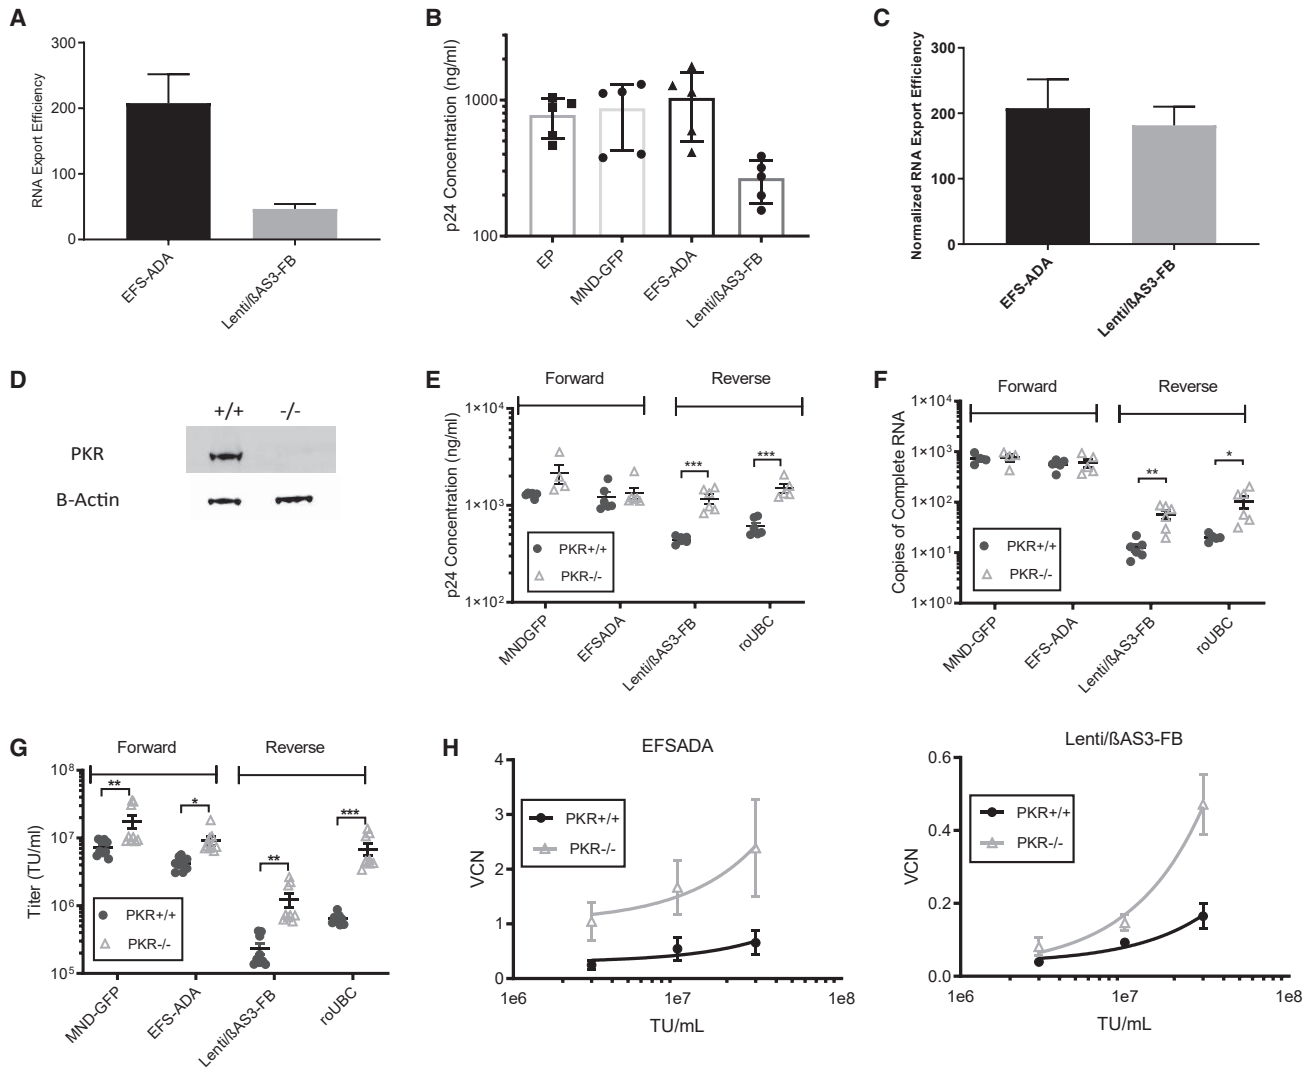 A
RNA Export Efficiency
300
200
100
0
EFS-ADA
Lenti/ßAS3-FB
B
p24 Concentration (ng/ml)
1000
100
EP
MND-GFP
EFS-ADA
Lenti/ßAS3-FB
C
Normalized RNA Export Efficiency
300
200
100
0
EFS-ADA
Lenti/ßAS3-FB
D
+/+ -/-
PKR
B-Actin
E
Forward Reverse
p24 Concentration (ng/ml)
1×10⁴
1×10³
1×10²
*** ***
PKR+/+
PKR-/-
MNDGFP
EFSADA
Lenti/ßAS3-FB
roUBC
F
Forward Reverse
Copies of Complete RNA
1×10⁴
1×10³
1×10²
1×10¹
1×10⁰
** *
PKR+/+
PKR-/-
MND-GFP
EFS-ADA
Lenti/ßAS3-FB
roUBC
G
Forward Reverse
Titer (TU/ml)
10⁸
10⁷
10⁶
10⁵
** * ** ***
PKR+/+
PKR-/-
MND-GFP
EFS-ADA
Lenti/ßAS3-FB
roUBC
H
EFSADA
VCN
4
3
2
1
0
PKR+/+
PKR-/-
1e6 1e7 1e8
TU/mL
Lenti/ßAS3-FB
VCN
0.6
0.4
0.2
0.0
PKR+/+
PKR-/-
1e6 1e7 1e8
TU/mL